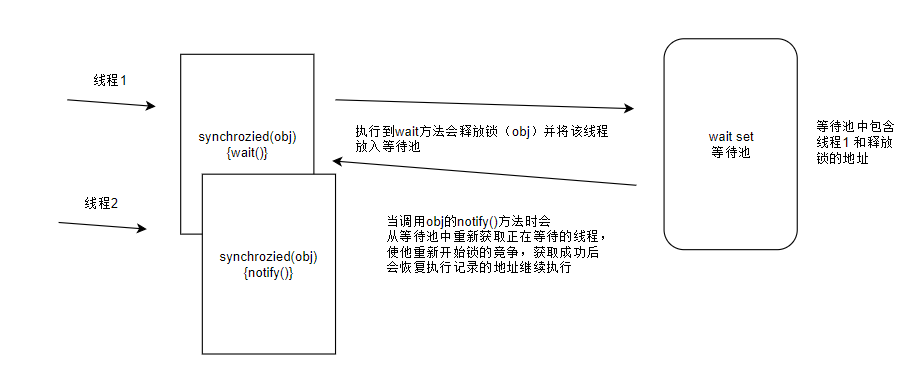 线程1
synchrozied(obj)
{wait()}
执行到wait方法会释放锁（obj）并将该线程
放入等待池
wait set
等待池
等待池中包含
线程1 和释放
锁的地址
线程2
synchrozied(obj)
{notify()}
当调用obj的notify()方法时会
从等待池中重新获取正在等待的线程，
使他重新开始锁的竞争，获取成功后
会恢复执行记录的地址继续执行